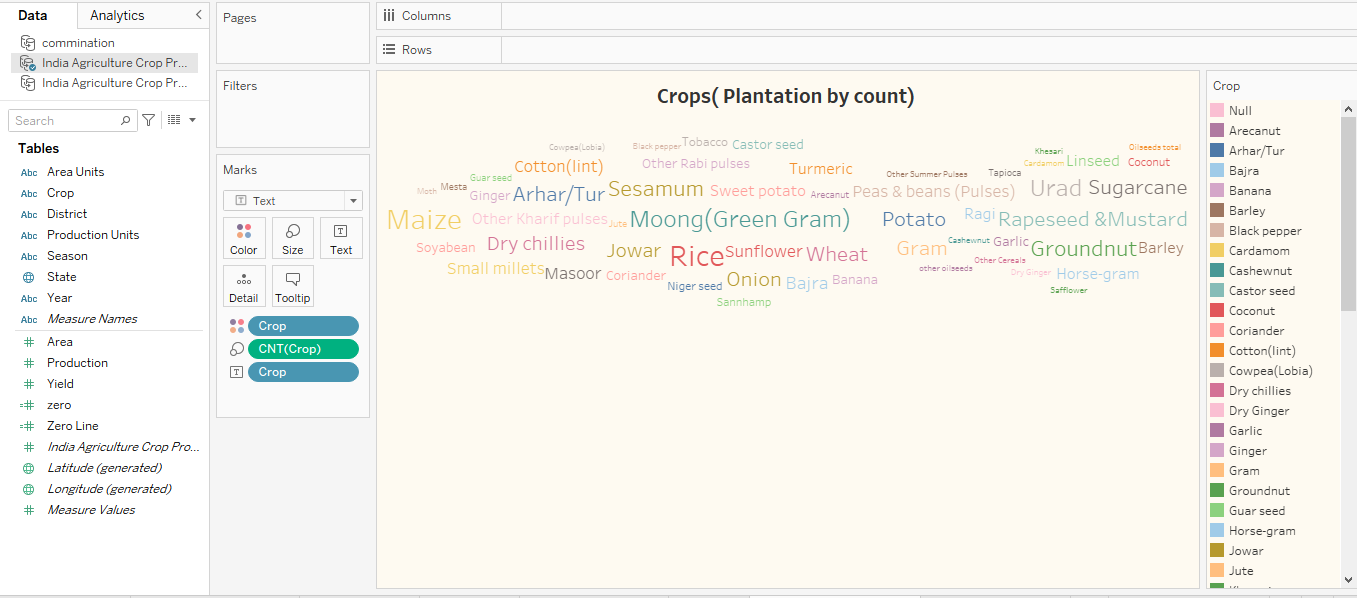 Data
Analytics
commination
India Agriculture Crop Pr...
India Agriculture Crop Pr...
Search
Tables
Abc Area Units
Abc Crop
Abc District
Abc Production Units
Abc Season
State
Abc Year
Abc Measure Names
Area
Production
Yield
zero
Zero Line
India Agriculture Crop Pro...
Latitude (generated)
Longitude (generated)
Measure Values
Pages
Filters
Marks
Text
Color Size Text
Detail Tooltip
Crop
CNT(Crop)
Crop
Columns
Rows
Crops( Plantation by count)
Cowpea(Lobia) Black pepper Tobacco Castor seed Khesari Oilseeds total
Cotton(lint) Other Rabi pulses Turmeric Cardamom Linseed Coconut
Guar seed Other Summer Pulses Tapioca
Moth Mesta Ginger Arhar/Tur Sesamum Sweet potato Arecanut Peas & beans (Pulses) Urad Sugarcane
Maize Other Kharif pulses Jute Moong(Green Gram) Potato Ragi Rapeseed &Mustard
Soyabean Dry chillies Jowar Rice Sunflower Wheat Gram Cashewnut Garlic Groundnut Barley
Small millets Masoor Coriander Niger seed Onion Bajra Banana other oilseeds Other Cereals Dry Ginger Horse-gram
Sannhamp Safflower
Crop
Null
Arecanut
Arhar/Tur
Bajra
Banana
Barley
Black pepper
Cardamom
Cashewnut
Castor seed
Coconut
Coriander
Cotton(lint)
Cowpea(Lobia)
Dry chillies
Dry Ginger
Garlic
Ginger
Gram
Groundnut
Guar seed
Horse-gram
Jowar
Jute